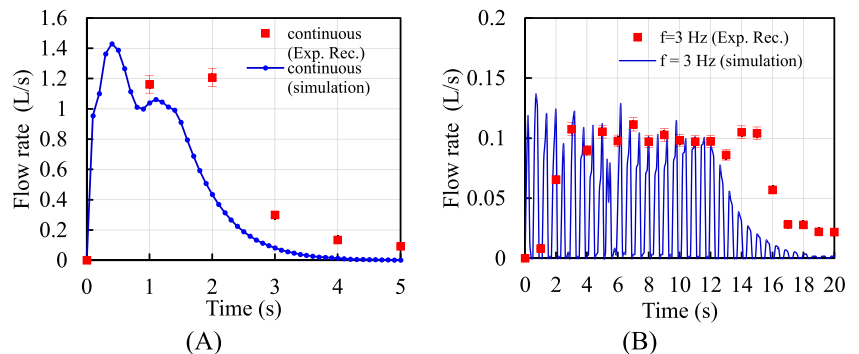 1.6
1.4
1.2
1
0.8
0.6
0.4
0.2
0
Flow rate (L/s)
continuous
(Exp. Rec.)
continuous
(simulation)
0 1 2 3 4 5
Time (s)
(A)
0.2
0.15
0.1
0.05
0
Flow rate (L/s)
f=3 Hz (Exp. Rec.)
f = 3 Hz (simulation)
0 2 4 6 8 10 12 14 16 18 20
Time (s)
(B)